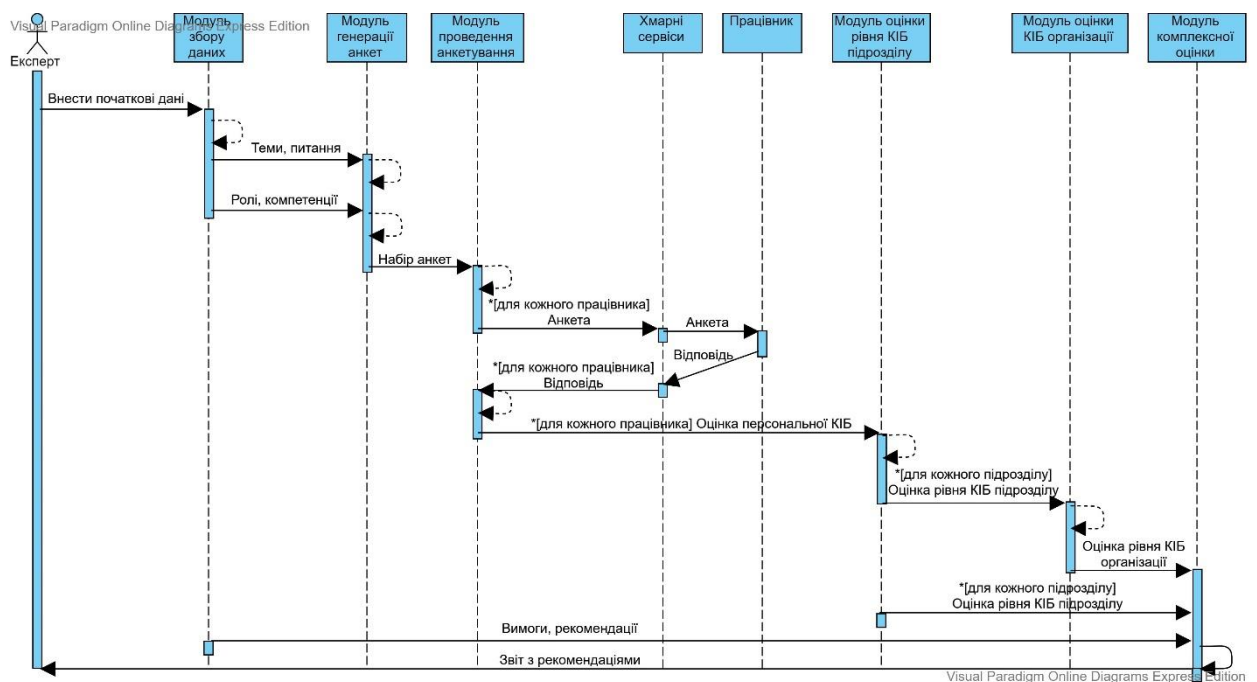 Visual Paradigm Online Diagrams Express Edition
Експерт
Модуль
збору
даних
Модуль
генерації
анкет
Модуль
проведення
анкетування
Хмарні
сервіси
Працівник
Модуль оцінки
рівня КІБ
підрозділу
Модуль оцінки
КІБ організації
Модуль
комплексної
оцінки
Внести початкові дані
Теми, питання
Ролі, компетенції
Набір анкет
*[для кожного працівника]
Анкета
Анкета
Відповідь
*[для кожного працівника]
Відповідь
*[для кожного працівника] Оцінка персональної КІБ
*[для кожного підрозділу]
Оцінка рівня КІБ підрозділу
Оцінка рівня КІБ
організації
*[для кожного підрозділу]
Оцінка рівня КІБ підрозділу
Вимоги, рекомендації
Звіт з рекомендаціями
Visual Paradigm Online Diagrams Express Edition